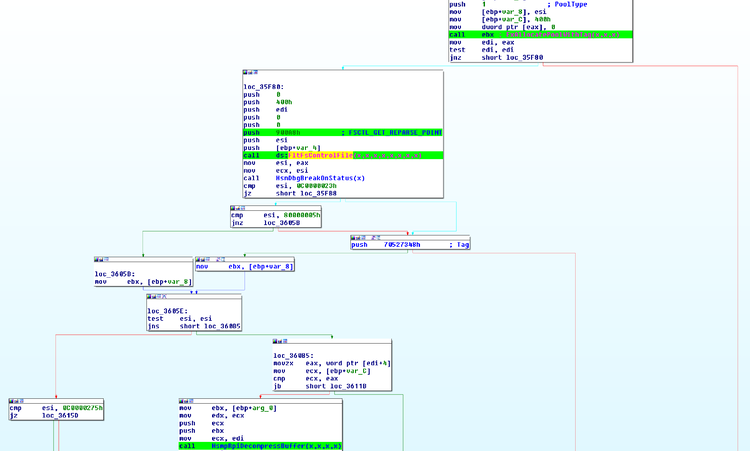 push 1 ; PoolType
mov [ebp+var_8], esi
mov [ebp+var_C], 400h
mov dword ptr [eax], 0
call ebx ; ExAllocatePoolWithTag(x,x,x)
mov edi, eax
test edi, edi
jnz short loc_35F80
loc_35F80:
push 0
push 400h
push edi
push 0
push 0
push 900A8h ; FSCTL_GET_REPARSE_POINT
push esi
push [ebp+var_4]
call ds:FltFsControlFile(x,x,x,x,x,x,x)
mov esi, eax
mov ecx, esi
call HsmDbgBreakOnStatus(x)
cmp esi, 0C0000023h
jz short loc_35F88
cmp esi, 80000005h
jnz loc_3605B
push 70527348h ; Tag
loc_3605B:
mov ebx, [ebp+var_8]
mov ebx, [ebp+var_8]
loc_3605E:
test esi, esi
jns short loc_360B5
loc_360B5:
movzx eax, word ptr [edi+4]
mov ecx, [ebp+var_C]
cmp ecx, eax
jb short loc_3611B
cmp esi, 0C0000275h
jz loc_3615D
mov ebx, [ebp+arg_0]
mov edx, ecx
push ecx
push ebx
mov ecx, edi
call HsmpRpiDecompressBuffer(x,x,x,x)